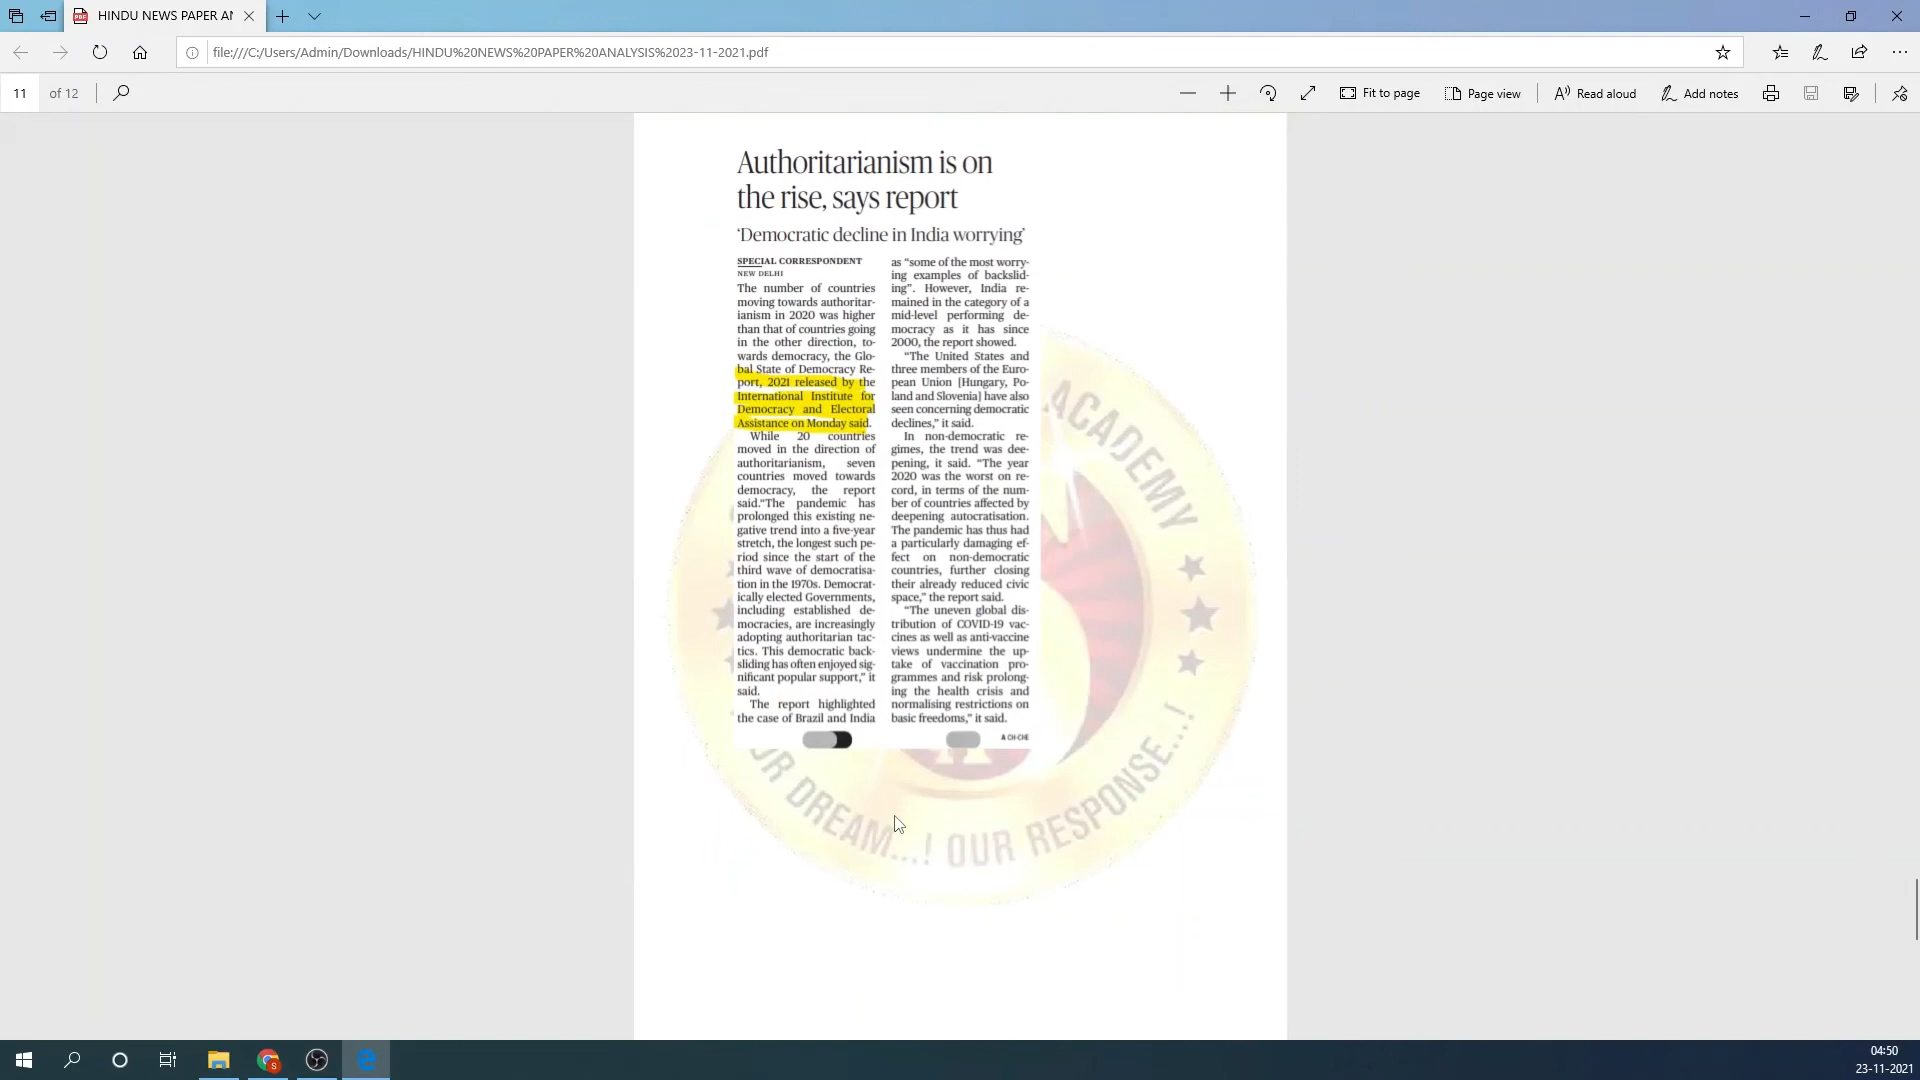 HINDU NEWS PAPER AN
file:///C:/Users/Admin/Downloads/HINDU%20NEWS%20PAPER%20ANALYSIS%2023-11-2021.pdf
11 of 12
Fit to page
Page view
Read aloud
Add notes
Authoritarianism is on
the rise, says report
‘Democratic decline in India worrying’
SPECIAL CORRESPONDENT
NEW DELHI
The number of countries
moving towards authoritar-
ianism in 2020 was higher
than that of countries going
in the other direction, to-
wards democracy, the Glo-
bal State of Democracy Re-
port, 2021 released by the
International Institute for
Democracy and Electoral
Assistance on Monday said.
While 20 countries
moved in the direction of
authoritarianism, seven
countries moved towards
democracy, the report
said.“The pandemic has
prolonged this existing ne-
gative trend into a five-year
stretch, the longest such pe-
riod since the start of the
third wave of democratisa-
tion in the 1970s. Democrat-
ically elected Governments,
including established de-
mocracies, are increasingly
adopting authoritarian tac-
tics. This democratic back-
sliding has often enjoyed sig-
nificant popular support,” it
said.
The report highlighted
the case of Brazil and India
as “some of the most worry-
ing examples of backslid-
ing”. However, India re-
mained in the category of a
mid-level performing de-
mocracy as it has since
2000, the report showed.
“The United States and
three members of the Euro-
pean Union [Hungary, Po-
land and Slovenia] have also
seen concerning democratic
declines,” it said.
In non-democratic re-
gimes, the trend was dee-
pening, it said. “The year
2020 was the worst on re-
cord, in terms of the num-
ber of countries affected by
deepening autocratisation.
The pandemic has thus had
a particularly damaging ef-
fect on non-democratic
countries, further closing
their already reduced civic
space,” the report said.
“The uneven global dis-
tribution of COVID-19 vac-
cines as well as anti-vaccine
views undermine the up-
take of vaccination pro-
grammes and risk prolong-
ing the health crisis and
normalising restrictions on
basic freedoms,” it said.
A CH-CHE
ACADEMY
UR DREAM...! OUR RESPONSE...!
04:50
23-11-2021